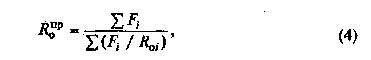 R_o^пр = ∑ F_i / ∑ (F_i / R_oi), (4)